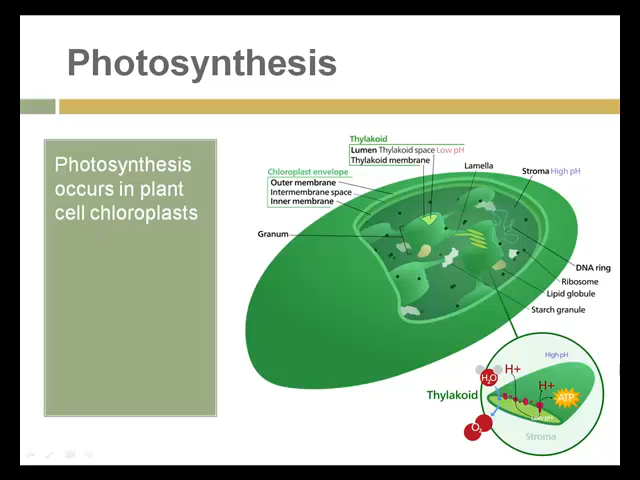 Photosynthesis
Photosynthesis
occurs in plant
cell chloroplasts
Thylakoid
Lumen Thylakoid space Low pH
Thylakoid membrane
Lamella
Stroma High pH
Chloroplast envelope
Outer membrane
Intermembrane space
Inner membrane
Granum
DNA ring
Ribosome
Lipid globule
Starch granule
High pH
H+
H₂O
H+
Thylakoid
ATP
Low pH
O₂
Stroma